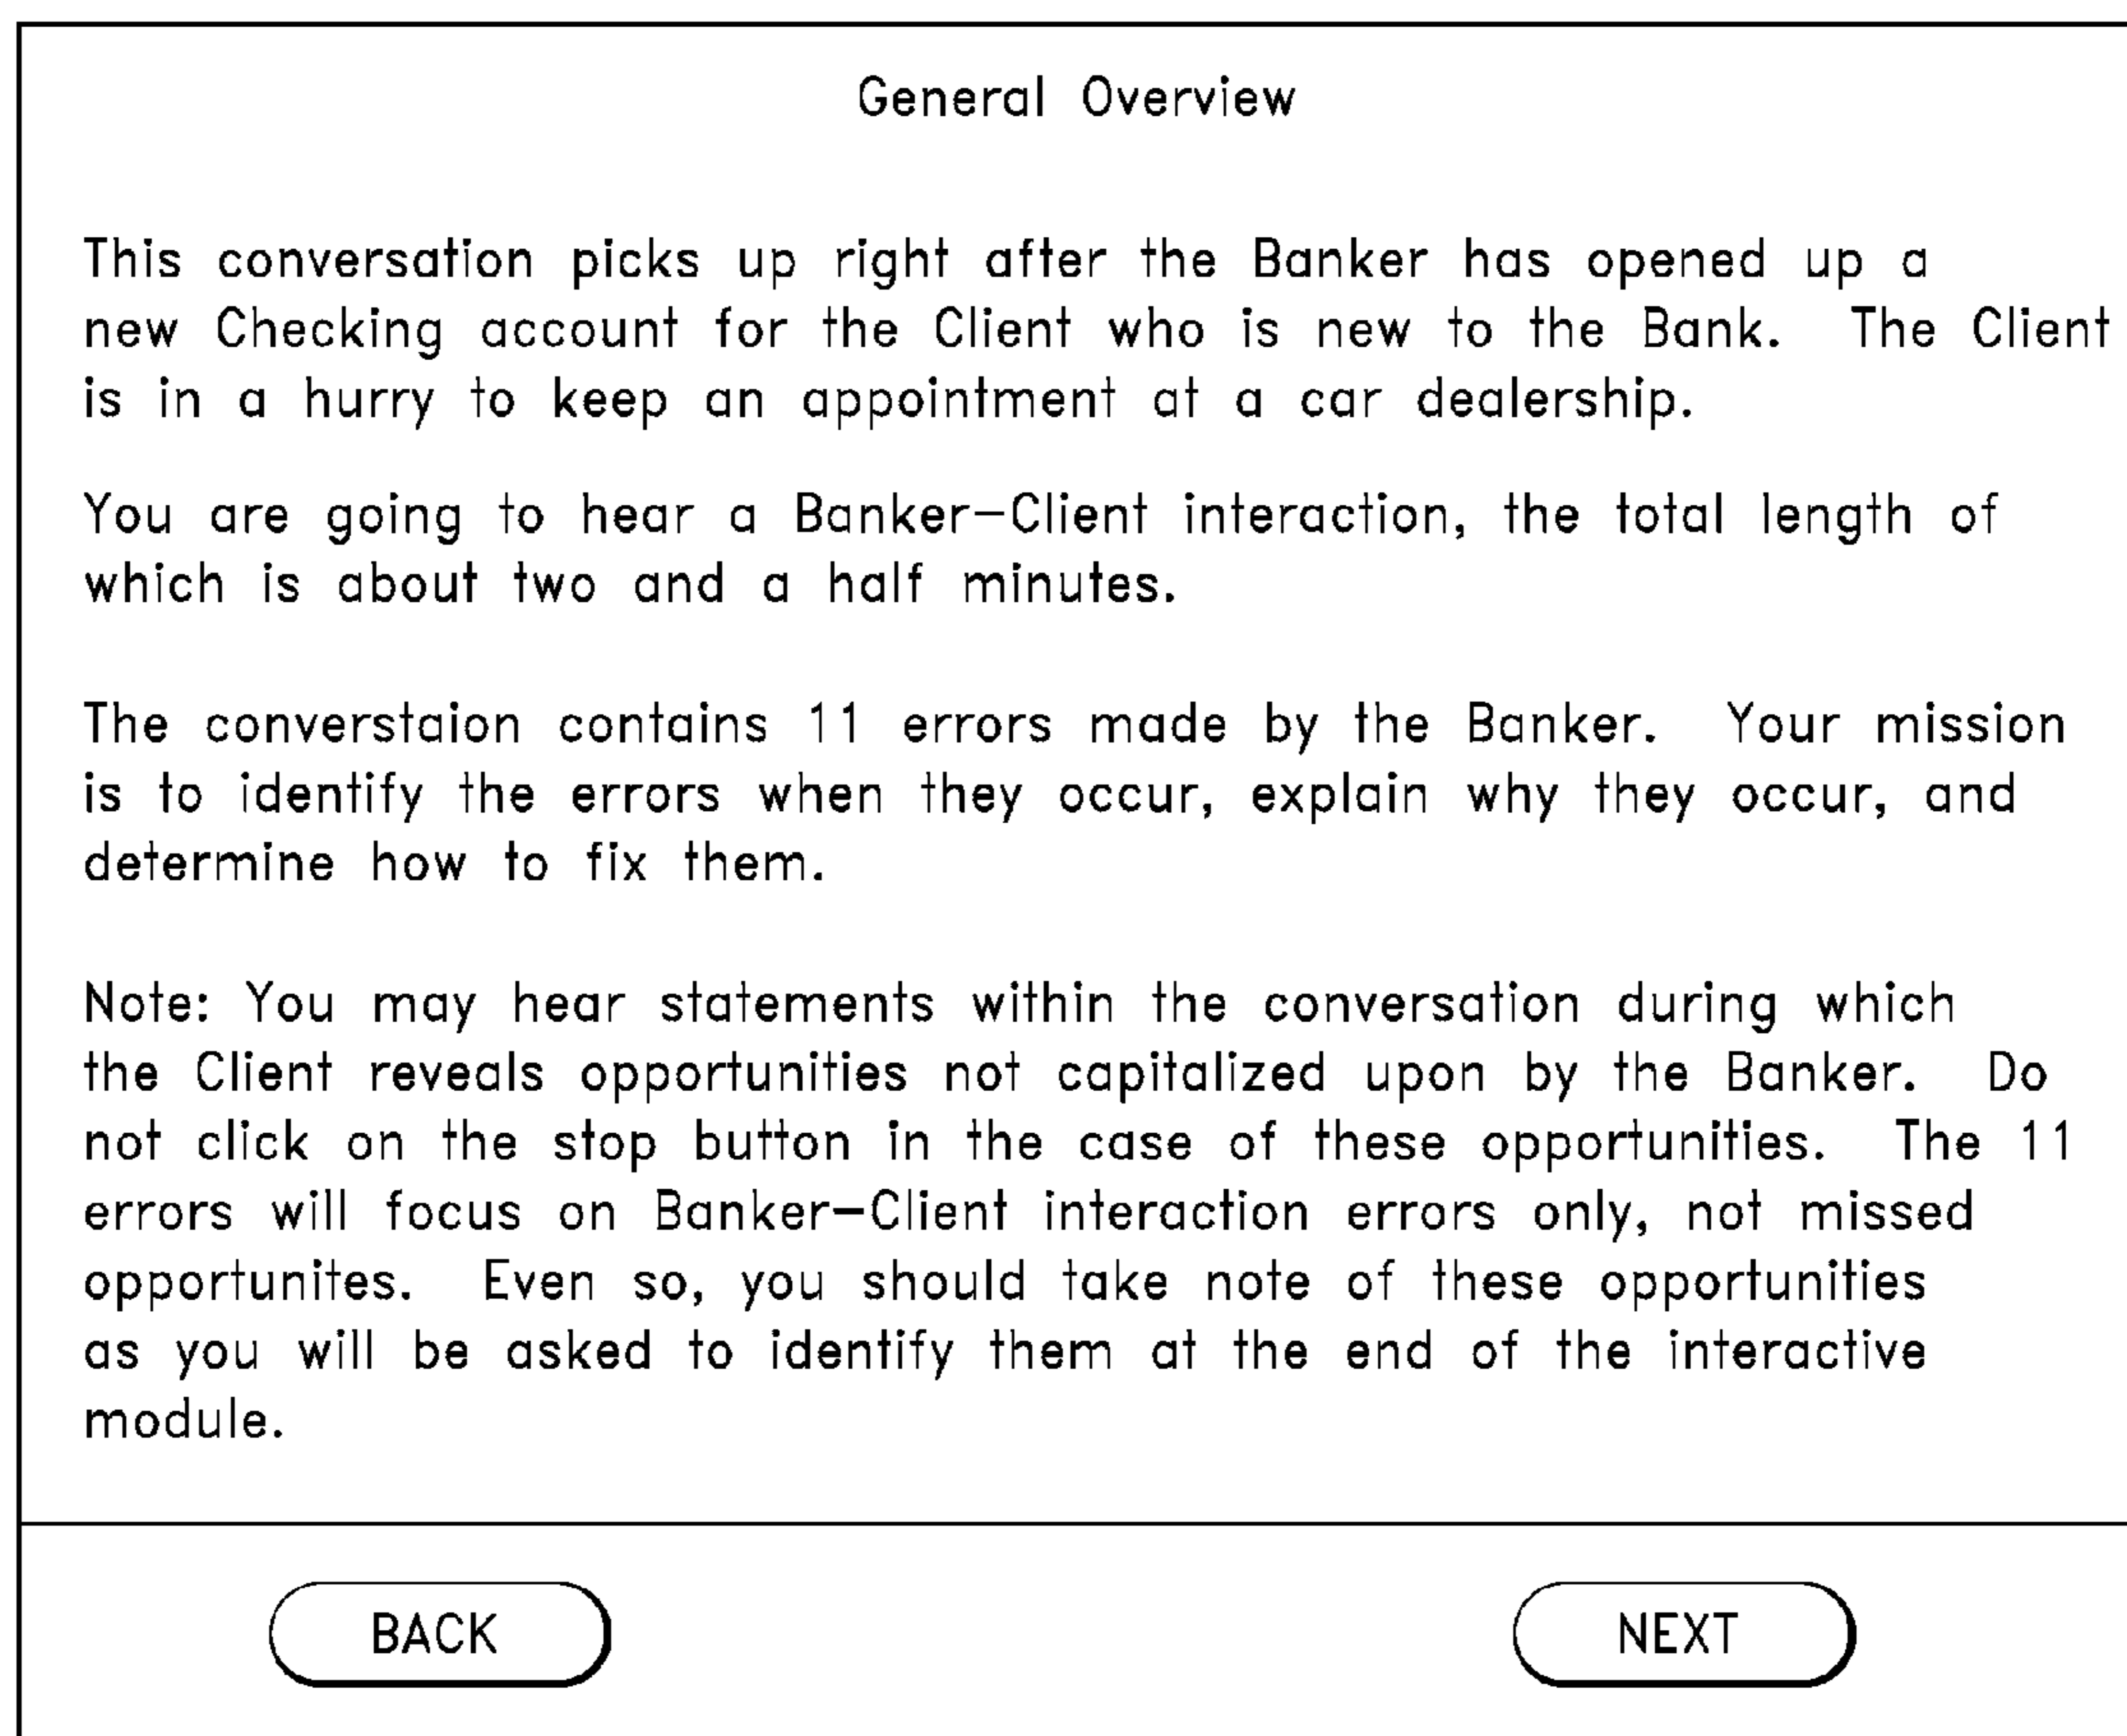 General Overview
This conversation picks up right after the Banker has opened up a
new Checking account for the Client who is new to the Bank. The Client
is in a hurry to keep an appointment at a car dealership.
You are going to hear a Banker-Client interaction, the total length of
which is about two and a half minutes.
The converstaion contains 11 errors made by the Banker. Your mission
is to identify the errors when they occur, explain why they occur, and
determine how to fix them.
Note: You may hear statements within the conversation during which
the Client reveals opportunities not capitalized upon by the Banker. Do
not click on the stop button in the case of these opportunities. The 11
errors will focus on Banker-Client interaction errors only, not missed
opportunites. Even so, you should take note of these opportunities
as you will be asked to identify them at the end of the interactive
module.
BACK
NEXT